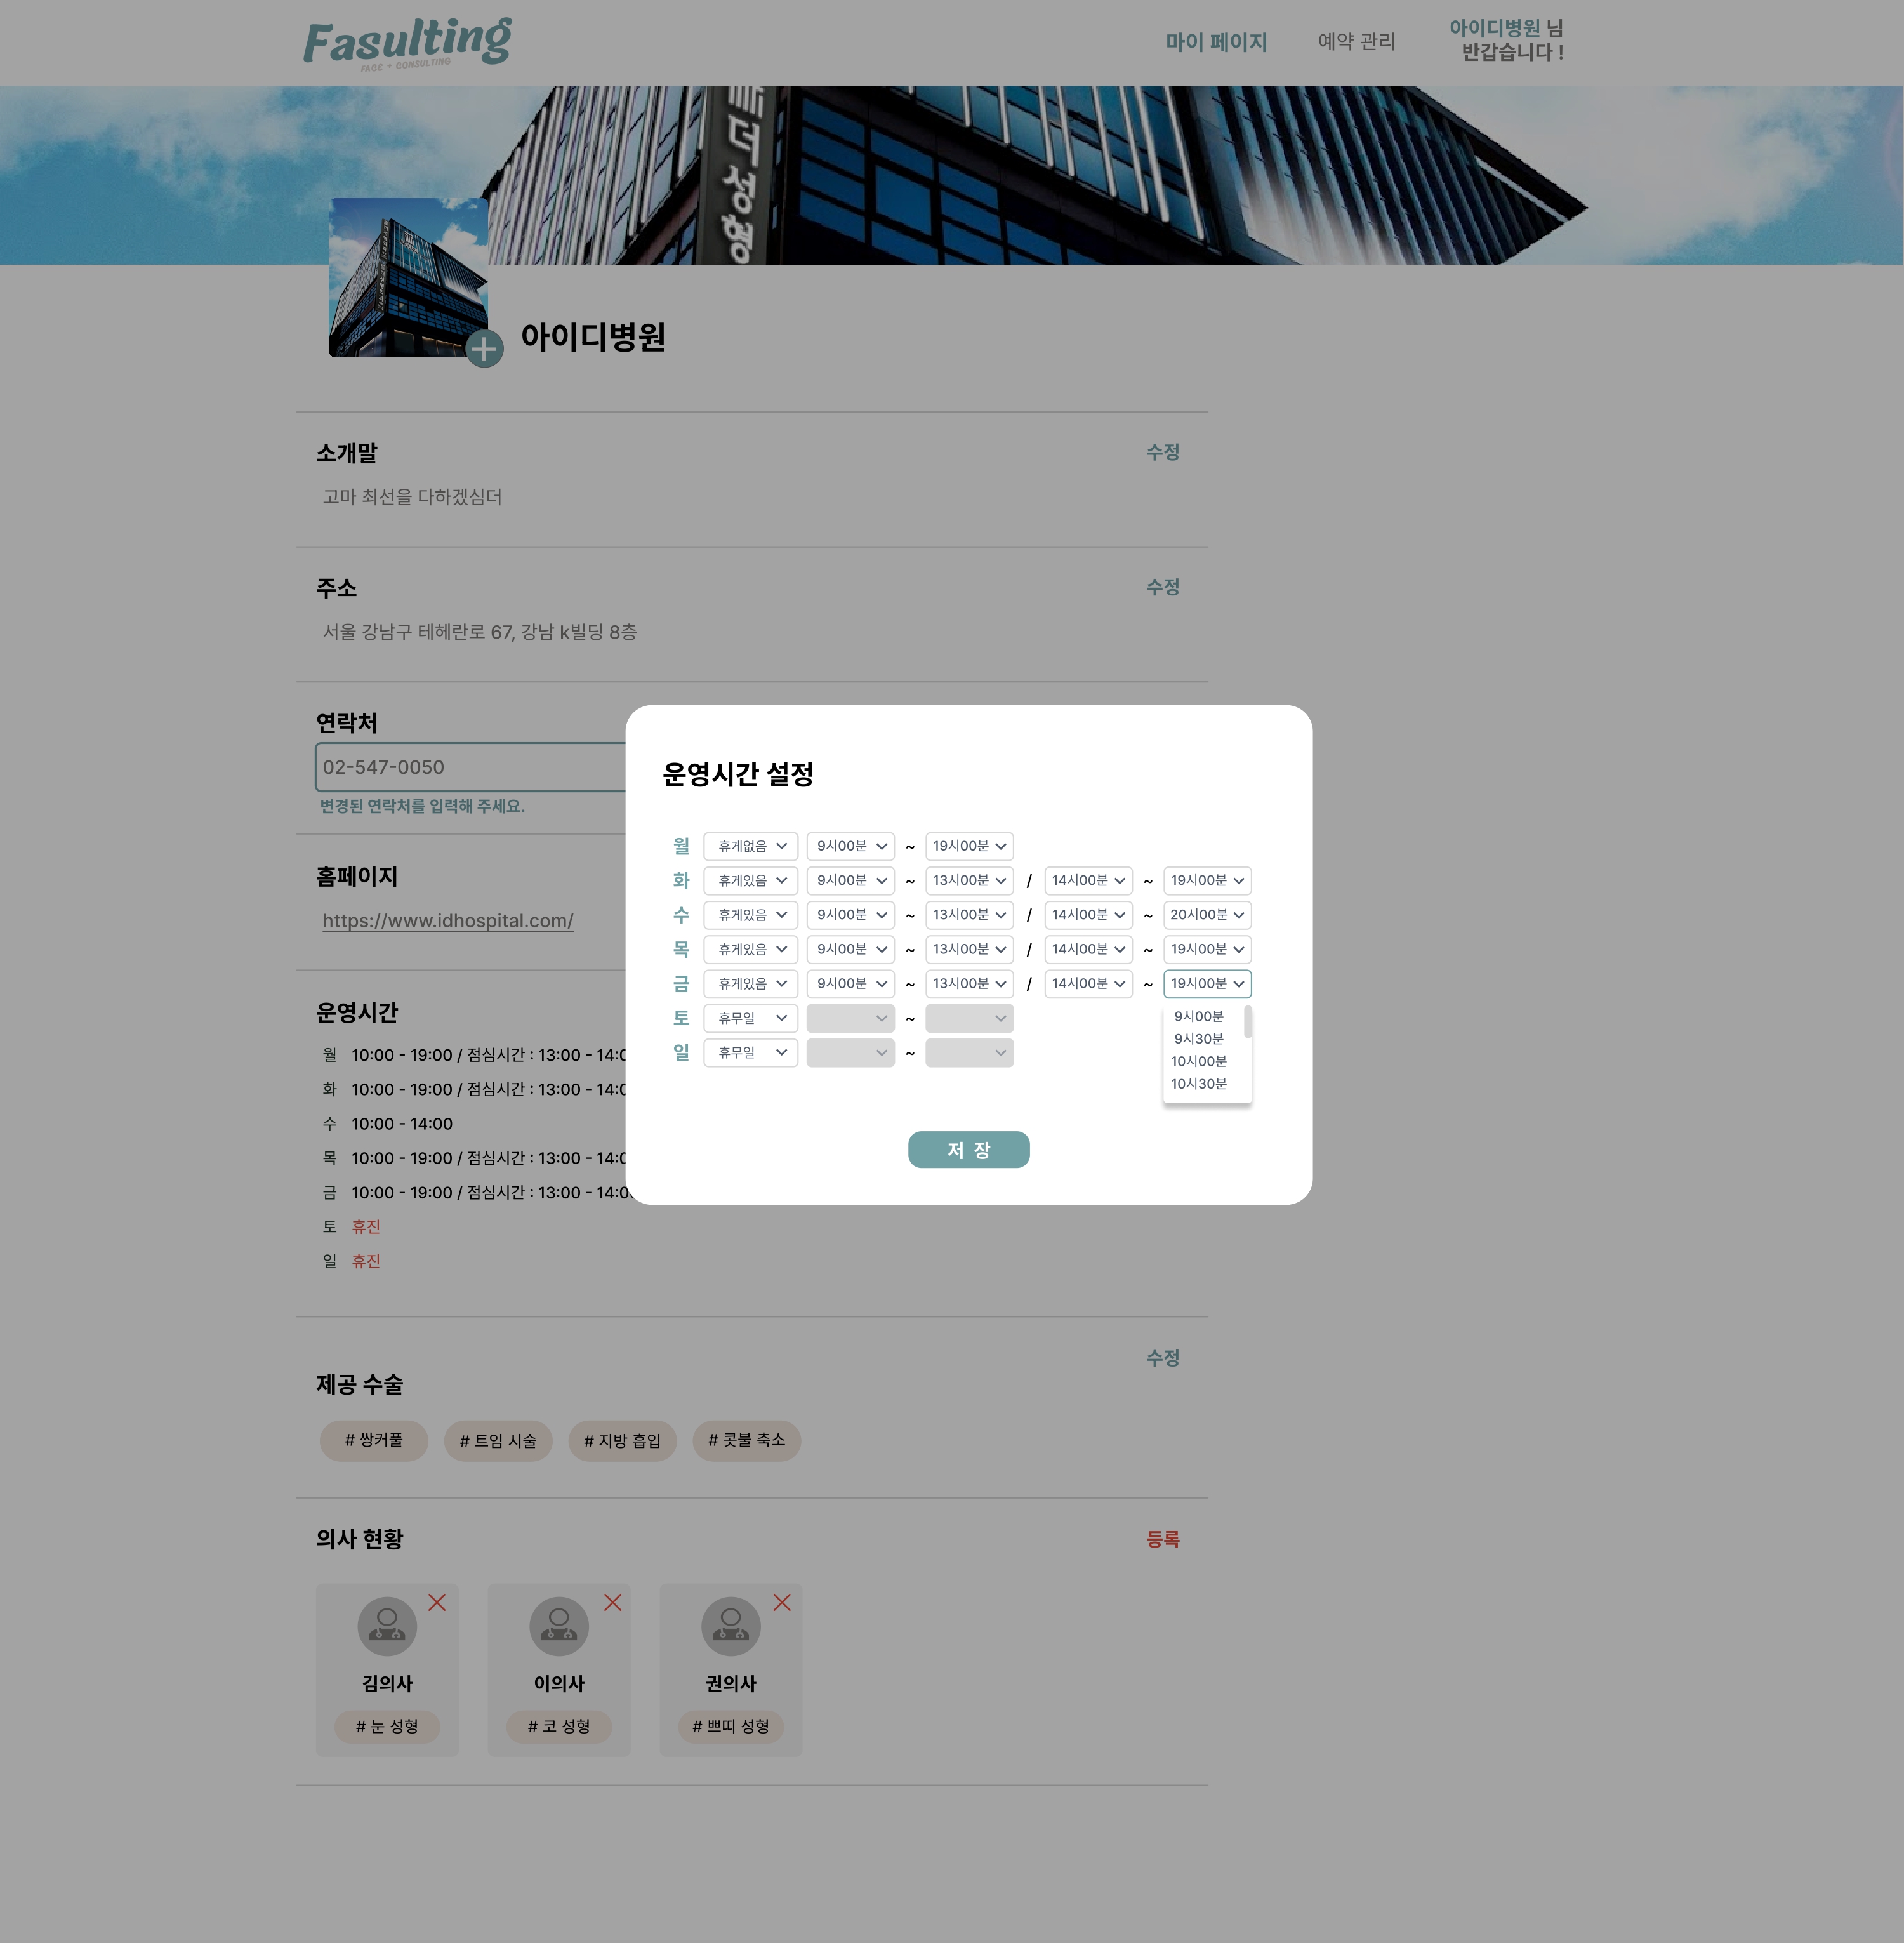 Fasulting
FACE + CONSULTING
마이 페이지 예약 관리 아이디병원 님
반갑습니다 !
디성형
아이디병원
소개말 수정
고마 최선을 다하겠심더
주소 수정
서울 강남구 테헤란로 67, 강남 k빌딩 8층
연락처
02-547-0050
변경된 연락처를 입력해 주세요.
홈페이지
https://www.idhospital.com/
운영시간
월 10:00 - 19:00 / 점심시간 : 13:00 - 14:0
화 10:00 - 19:00 / 점심시간 : 13:00 - 14:0
수 10:00 - 14:00
목 10:00 - 19:00 / 점심시간 : 13:00 - 14:0
금 10:00 - 19:00 / 점심시간 : 13:00 - 14:0
토 휴진
일 휴진
운영시간 설정
월 휴게없음 9시00분 ~ 19시00분
화 휴게있음 9시00분 ~ 13시00분 / 14시00분 ~ 19시00분
수 휴게있음 9시00분 ~ 13시00분 / 14시00분 ~ 20시00분
목 휴게있음 9시00분 ~ 13시00분 / 14시00분 ~ 19시00분
금 휴게있음 9시00분 ~ 13시00분 / 14시00분 ~ 19시00분
토 휴무일 ~
일 휴무일 ~
9시00분
9시30분
10시00분
10시30분
저 장
수정
제공 수술
# 쌍커풀 # 트임 시술 # 지방 흡입 # 콧불 축소
의사 현황 등록
김의사 이의사 권의사
# 눈 성형 # 코 성형 # 쁘띠 성형